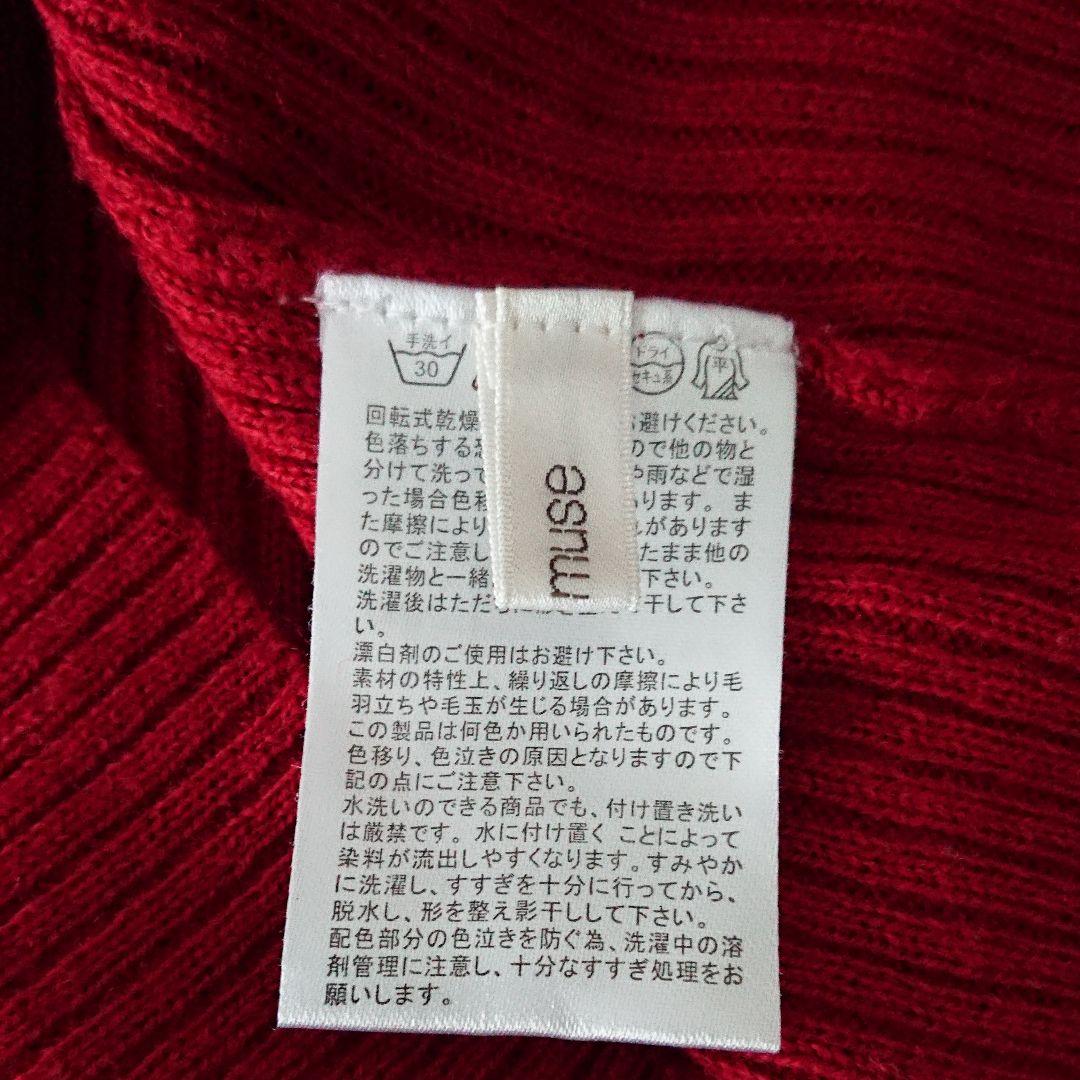 手洗イ
30
ドライ
セキュ系
平
muse
回転式乾燥 お避けください。
色落ちする恐 ので他の物と
分けて洗って や雨などで湿
った場合色移 あります。ま
た摩擦により れがあります
のでご注意し たまま他の
洗濯物と一緒 下さい。
洗濯後はただちに 干して下さ
い。
漂白剤のご使用はお避け下さい。
素材の特性上、繰り返しの摩擦により毛
羽立ちや毛玉が生じる場合があります。
この製品は何色か用いられたものです。
色移り、色泣きの原因となりますので下
記の点にご注意下さい。
水洗いのできる商品でも、付け置き洗い
は厳禁です。水に付け置く ことによって
染料が流出しやすくなります。すみやか
に洗濯し、すすぎを十分に行ってから、
脱水し、形を整え影干しして下さい。
配色部分の色泣きを防ぐ為、洗濯中の溶
剤管理に注意し、十分なすすぎ処理をお
願いします。